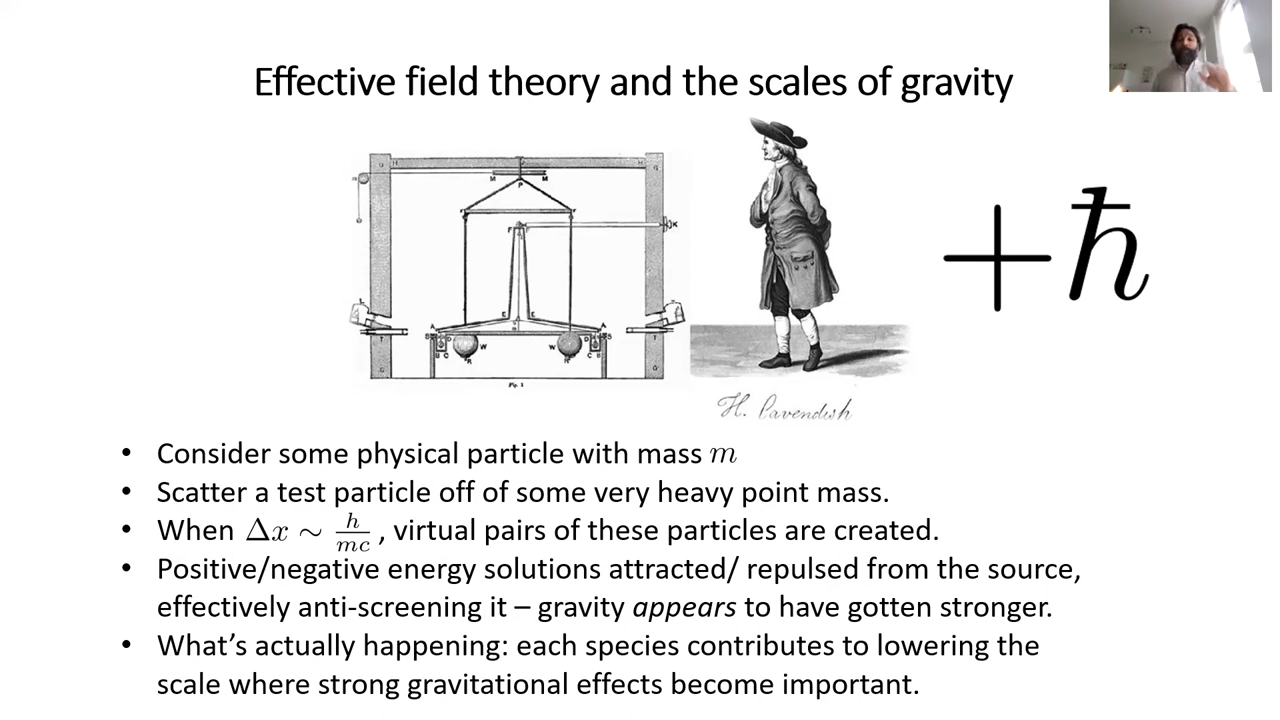 Effective field theory and the scales of gravity
H. Cavendish
+ħ
• Consider some physical particle with mass m
• Scatter a test particle off of some very heavy point mass.
• When Δx ∼ h/mc , virtual pairs of these particles are created.
• Positive/negative energy solutions attracted/ repulsed from the source,
effectively anti-screening it – gravity appears to have gotten stronger.
• What’s actually happening: each species contributes to lowering the
scale where strong gravitational effects become important.